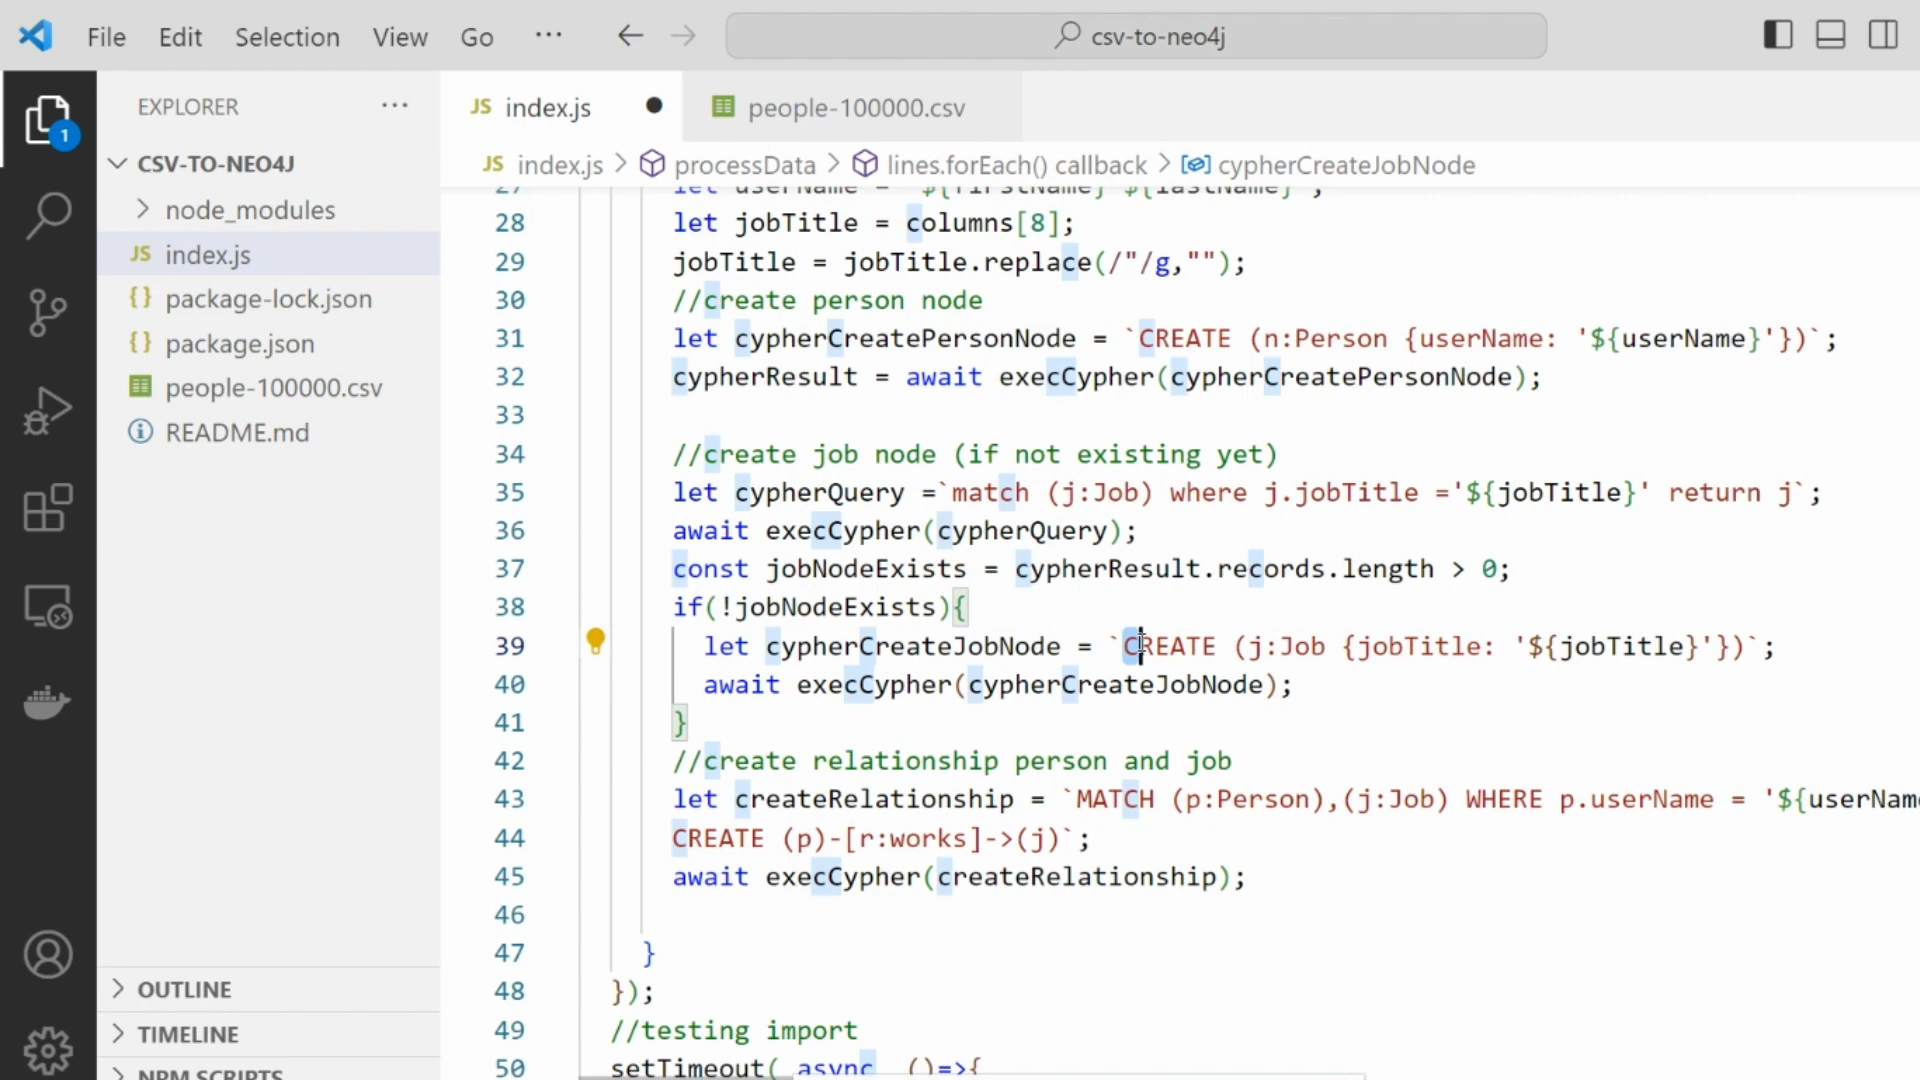 File Edit Selection View Go ··· csv-to-neo4j
EXPLORER ···
1
CSV-TO-NEO4J
node_modules
JS index.js
{} package-lock.json
{} package.json
people-100000.csv
README.md
OUTLINE
TIMELINE
NPM SCRIPTS
JS index.js ● people-100000.csv
JS index.js > processData > lines.forEach() callback > cypherCreateJobNode
27 let userName = `${firstName} ${lastName}`;
28 let jobTitle = columns[8];
29 jobTitle = jobTitle.replace(/"/g,"");
30 //create person node
31 let cypherCreatePersonNode = `CREATE (n:Person {userName: '${userName}'})`;
32 cypherResult = await execCypher(cypherCreatePersonNode);
33
34 //create job node (if not existing yet)
35 let cypherQuery =`match (j:Job) where j.jobTitle ='${jobTitle}' return j`;
36 await execCypher(cypherQuery);
37 const jobNodeExists = cypherResult.records.length > 0;
38 if(!jobNodeExists){
39 let cypherCreateJobNode = `CREATE (j:Job {jobTitle: '${jobTitle}'})`;
40 await execCypher(cypherCreateJobNode);
41 }
42 //create relationship person and job
43 let createRelationship = `MATCH (p:Person),(j:Job) WHERE p.userName = '${userNam
44 CREATE (p)-[r:works]->(j)`;
45 await execCypher(createRelationship);
46
47 }
48 });
49 //testing import
50 setTimeout( async ()=>{